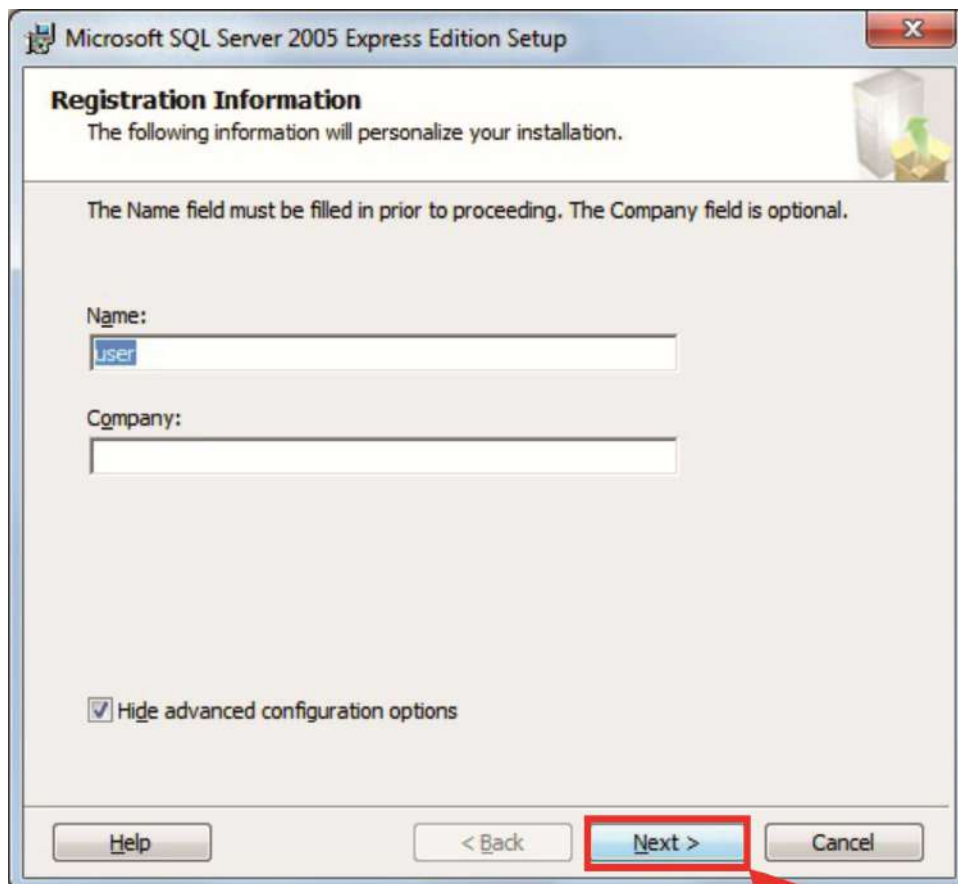 Microsoft SQL Server 2005 Express Edition Setup
Registration Information
The following information will personalize your installation.
The Name field must be filled in prior to proceeding. The Company field is optional.
Name:
user
Company:
Hide advanced configuration options
Help
< Back
Next >
Cancel